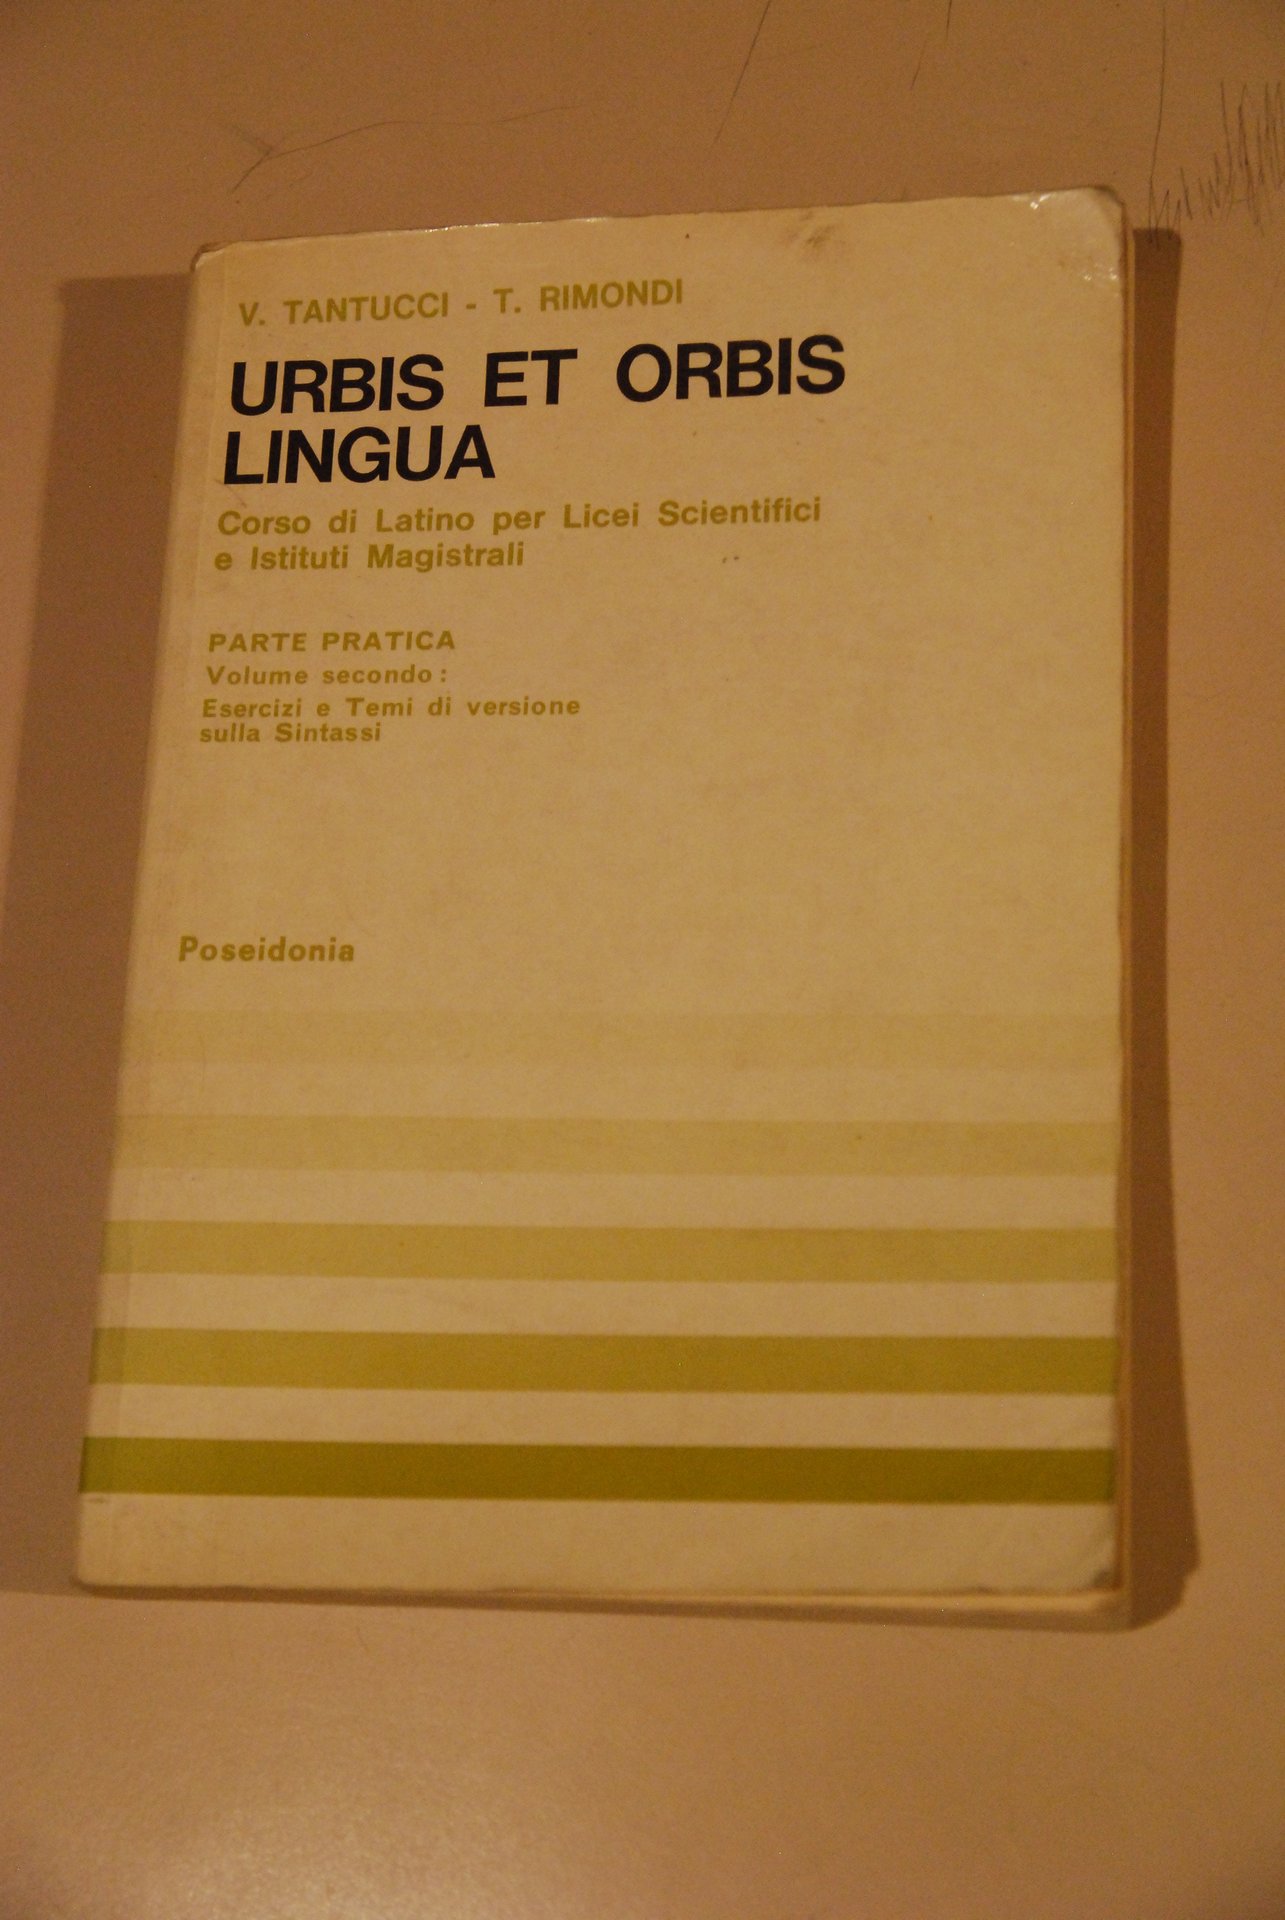 V. TANTUCCI - T. RIMONDI
URBIS ET ORBIS
LINGUA
Corso di Latino per Licei Scientifici
e Istituti Magistrali
PARTE PRATICA
Volume secondo:
Esercizi e Temi di versione
sulla Sintassi
Poseidonia